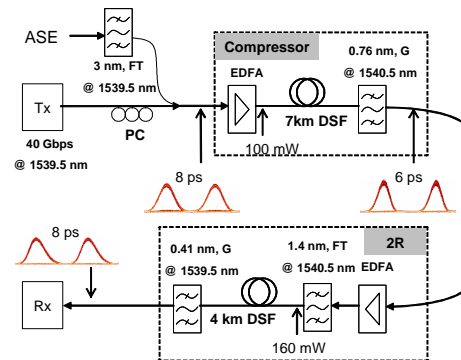 ASE
3 nm, FT
@ 1539.5 nm
Tx
40 Gbps
@ 1539.5 nm
PC
Compressor
EDFA
7km DSF
0.76 nm, G
@ 1540.5 nm
100 mW
8 ps
6 ps
8 ps
Rx
0.41 nm, G
@ 1539.5 nm
4 km DSF
1.4 nm, FT
@ 1540.5 nm
EDFA
2R
160 mW